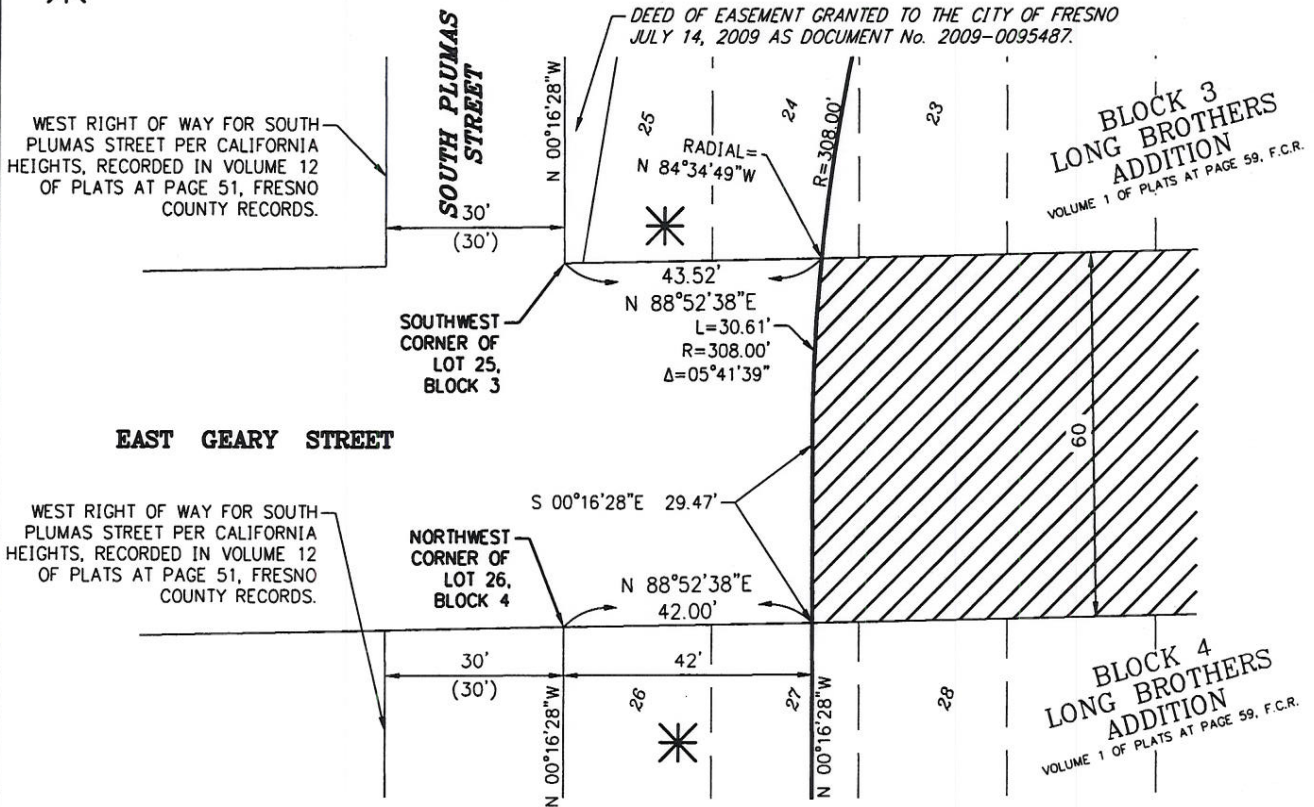 DEED OF EASEMENT GRANTED TO THE CITY OF FRESNO
JULY 14, 2009 AS DOCUMENT No. 2009-0095487.
SOUTH PLUMAS
STREET
N 00°16'28"W
WEST RIGHT OF WAY FOR SOUTH
PLUMAS STREET PER CALIFORNIA
HEIGHTS, RECORDED IN VOLUME 12
OF PLATS AT PAGE 51, FRESNO
COUNTY RECORDS.
30'
(30')
25
24
23
RADIAL=
N 84°34'49"W
R=308.00'
BLOCK 3
LONG BROTHERS
ADDITION
VOLUME 1 OF PLATS AT PAGE 59, F.C.R.
43.52'
N 88°52'38"E
L=30.61'
R=308.00'
Δ=05°41'39"
SOUTHWEST
CORNER OF
LOT 25,
BLOCK 3
EAST GEARY STREET
60
S 00°16'28"E 29.47'
WEST RIGHT OF WAY FOR SOUTH
PLUMAS STREET PER CALIFORNIA
HEIGHTS, RECORDED IN VOLUME 12
OF PLATS AT PAGE 51, FRESNO
COUNTY RECORDS.
NORTHWEST
CORNER OF
LOT 26,
BLOCK 4
N 88°52'38"E
42.00'
30'
(30')
42'
N 00°16'28"W
26
27
N 00°16'28"W
28
BLOCK 4
LONG BROTHERS
ADDITION
VOLUME 1 OF PLATS AT PAGE 59, F.C.R.